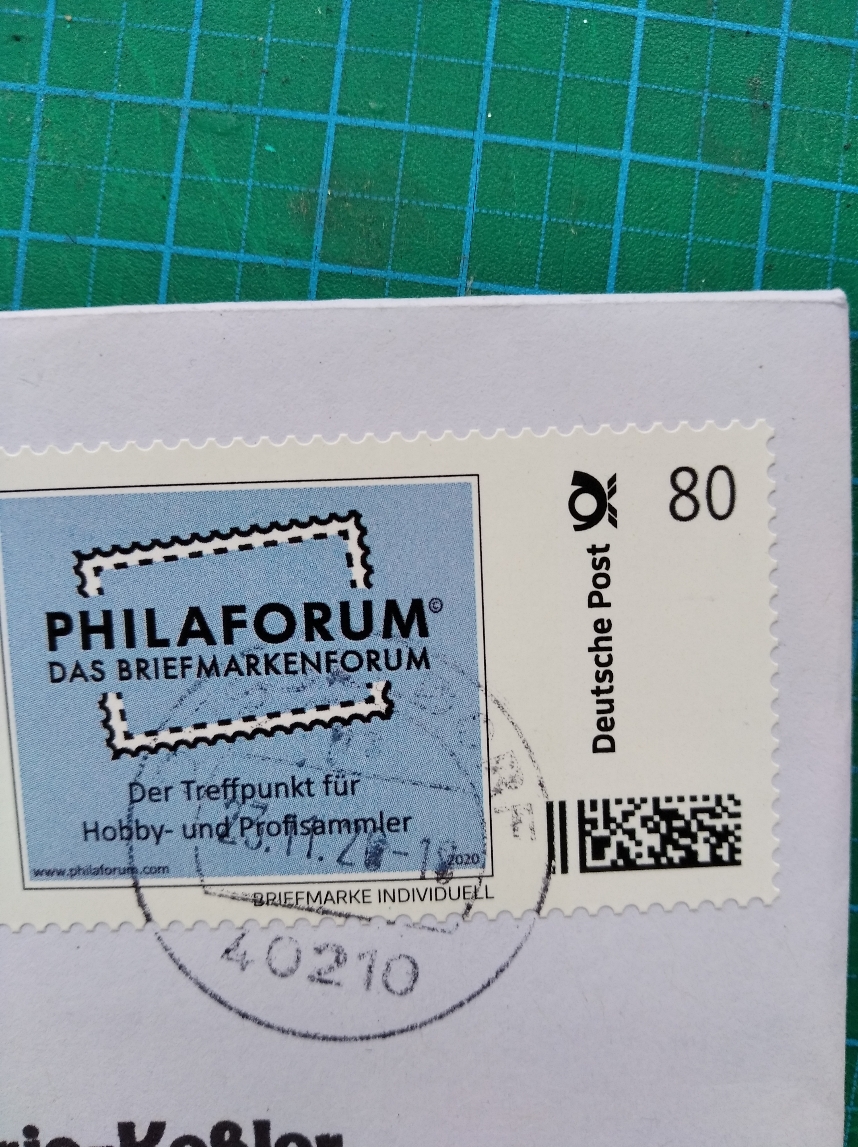 80
Deutsche Post
PHILAFORUM©
DAS BRIEFMARKENFORUM
Der Treffpunkt für
Hobby- und Profisammler
www.philaforum.com
2020
BRIEFMARKE INDIVIDUELL
40210